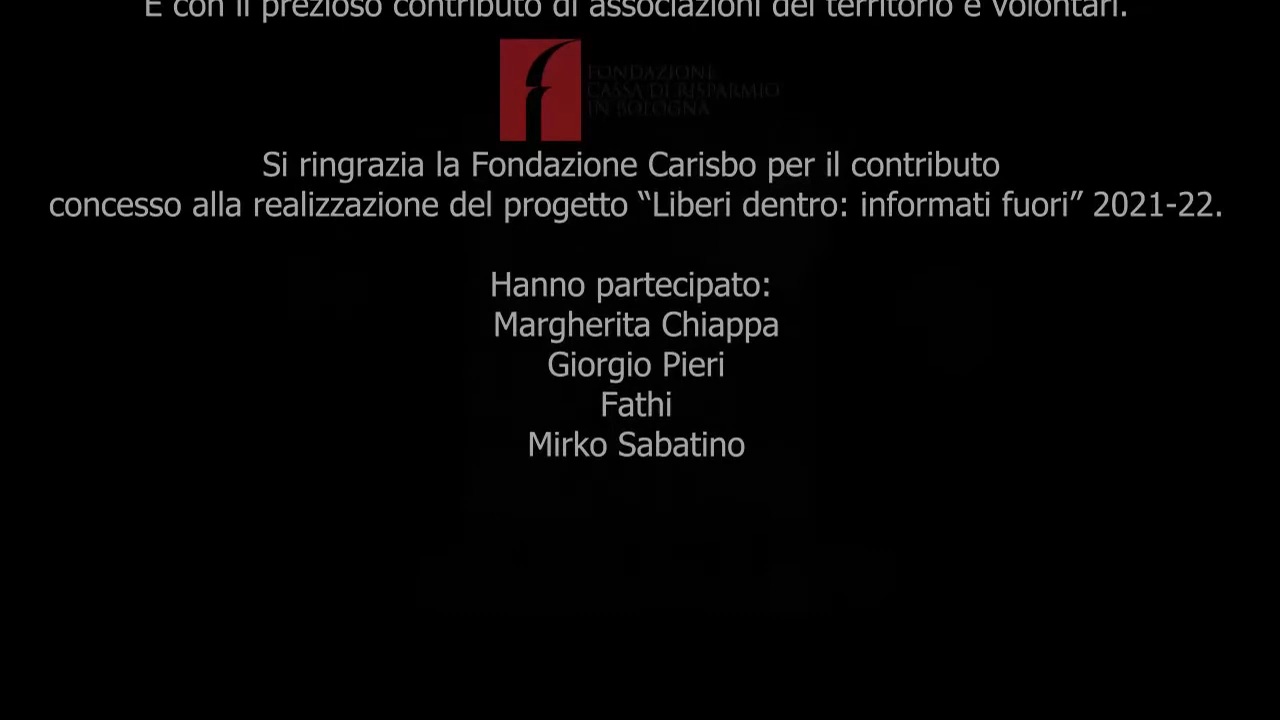 E con il prezioso contributo di associazioni del territorio e volontari.
FONDAZIONE
CASSA DI RISPARMIO
IN BOLOGNA
Si ringrazia la Fondazione Carisbo per il contributo
concesso alla realizzazione del progetto “Liberi dentro: informati fuori” 2021-22.
Hanno partecipato:
Margherita Chiappa
Giorgio Pieri
Fathi
Mirko Sabatino